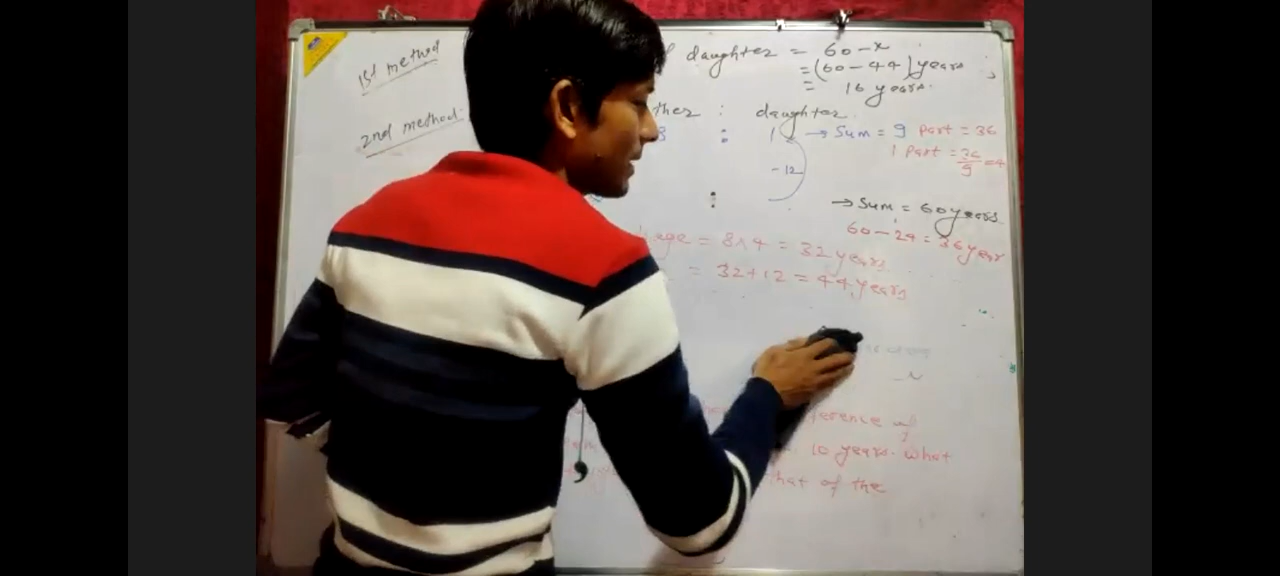 1st method
daughter = 60-x
= (60-44) years
= 16 years.
2nd method.
ther : daughter
8 : 1 → Sum = 9 part = 36
1 part = 36/9 = 4
-12
:
→ Sum = 60 years
60-24 = 36 year
age = 8×4 = 32 years
= 32+12 = 44 years
erence of
10 years. what
that of the